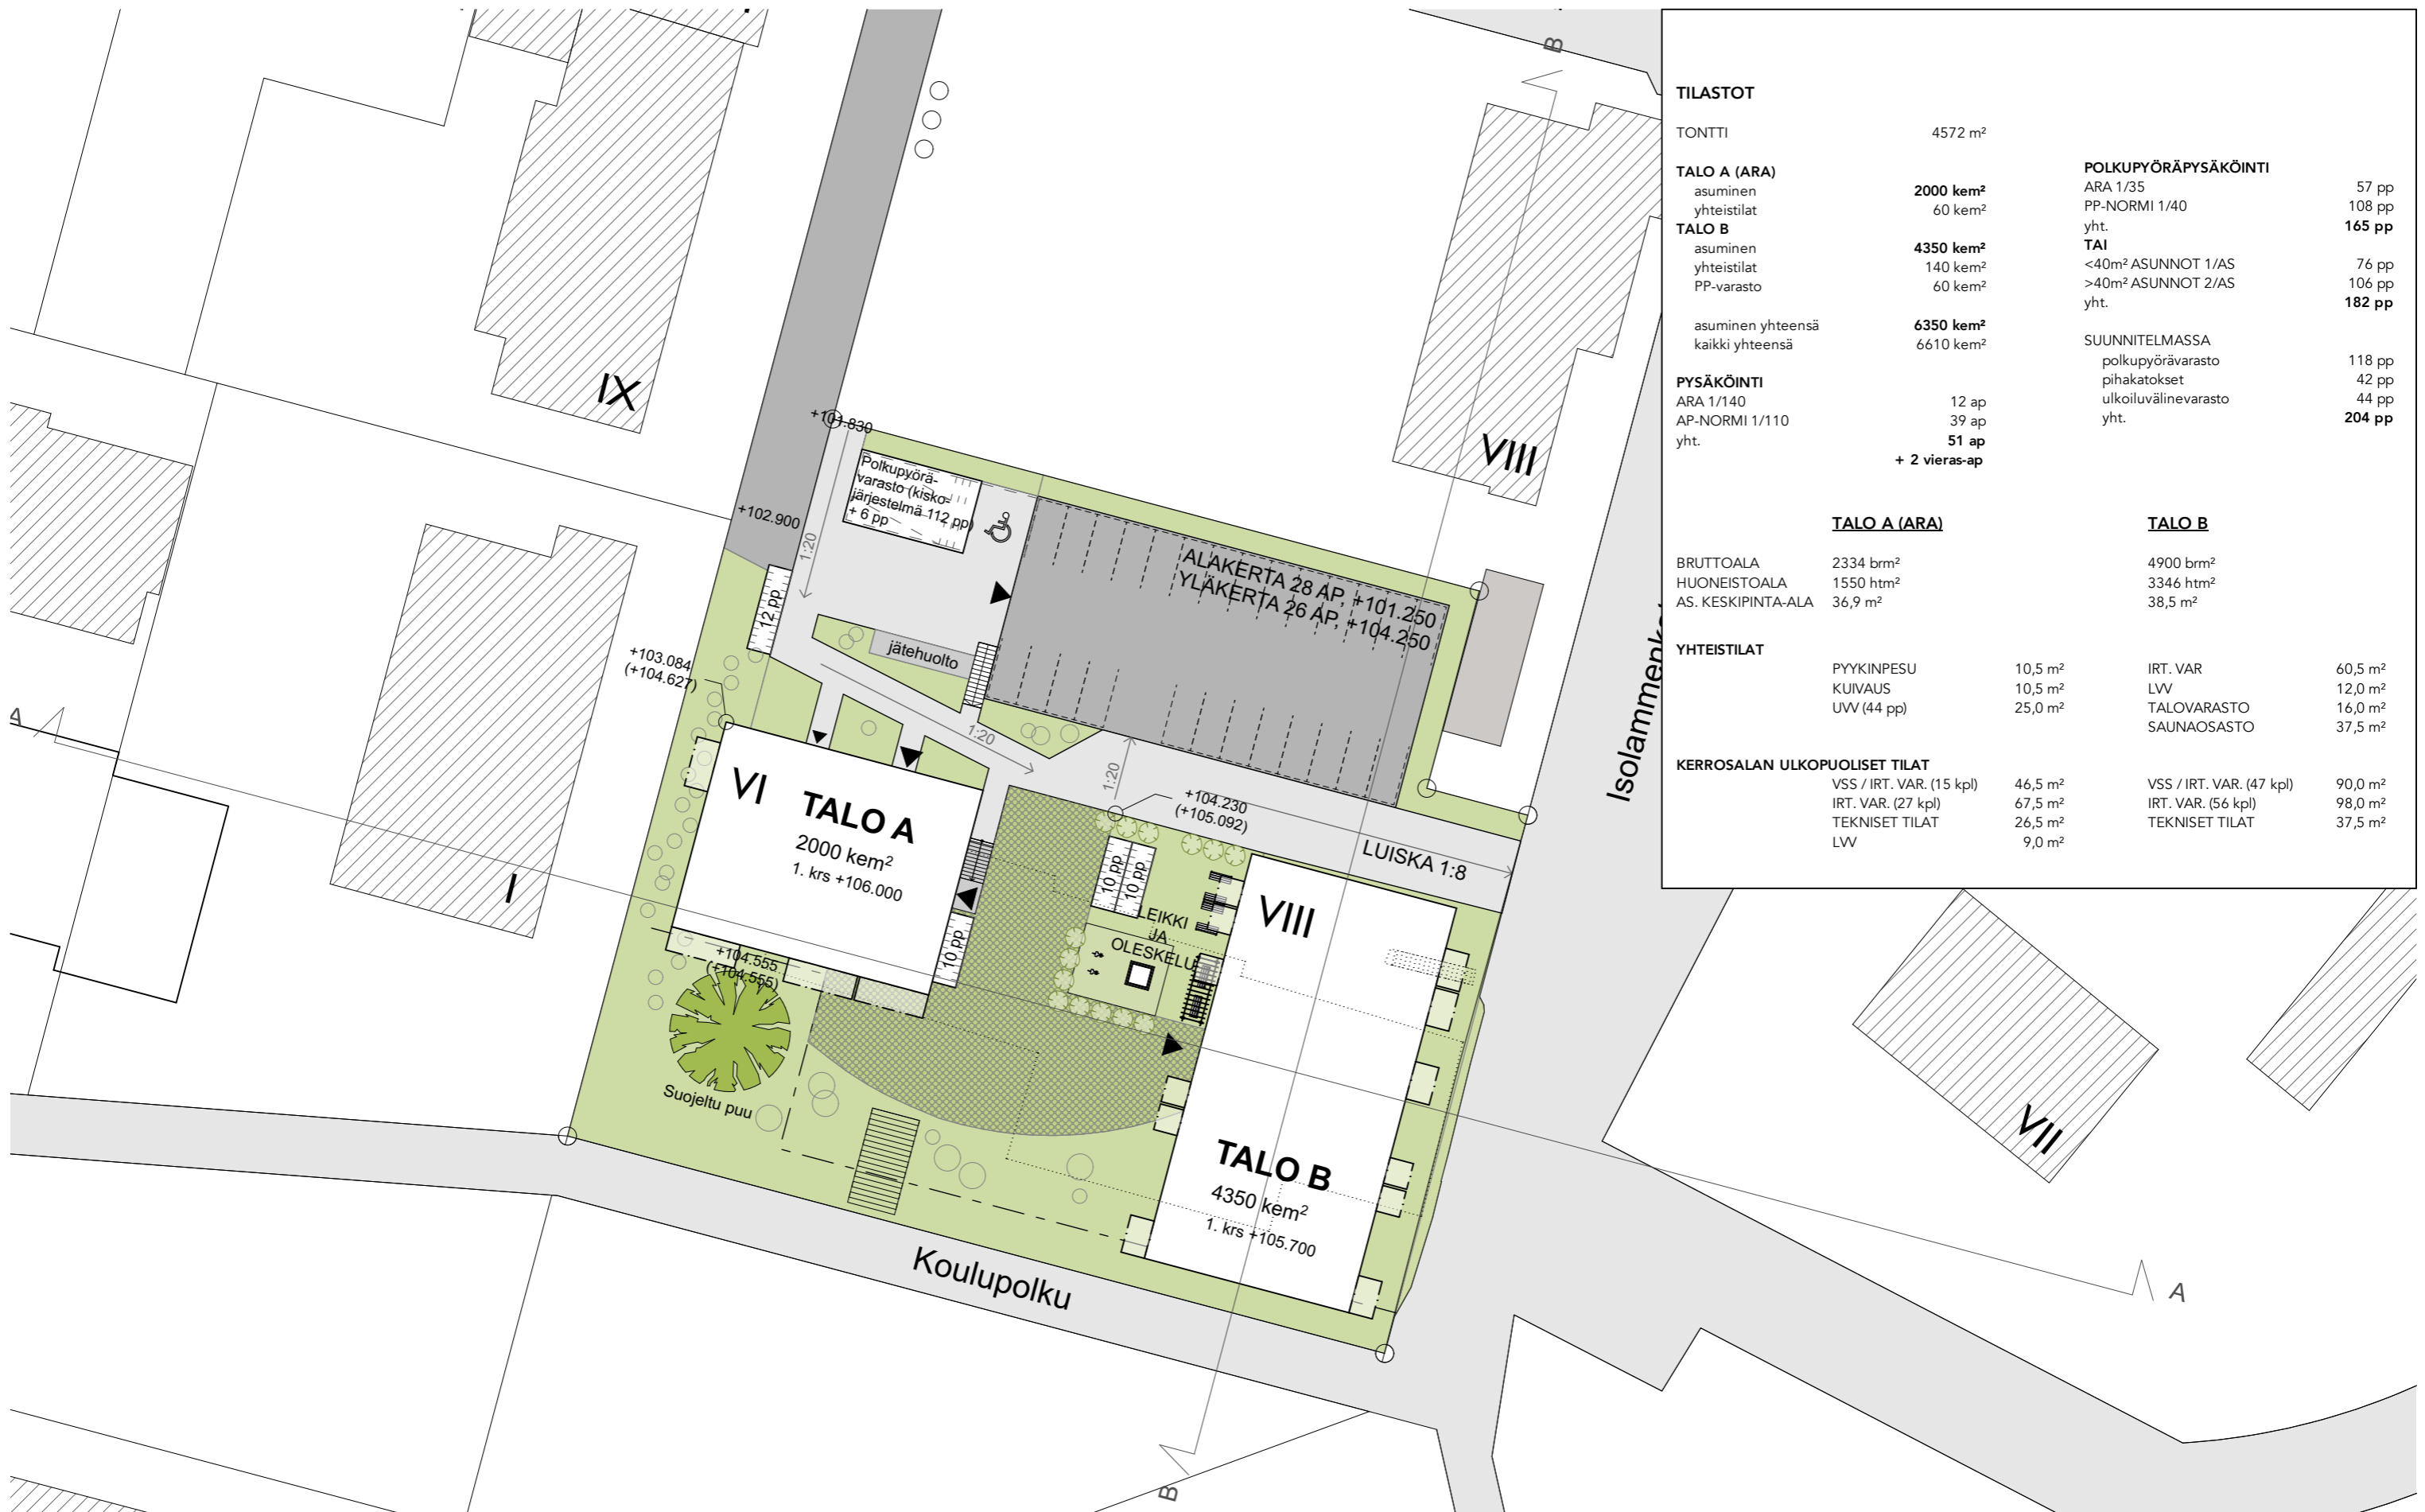 B
IX
VIII
+101.830
Polkupyörä-
varasto (kisko-
järjestelmä 112 pp)
+ 6 pp
+102.900
1:20
ALAKERTA 28 AP, +101.250
YLÄKERTA 26 AP, +104.250
12 pp
jätehuolto
+103.084
(+104.627)
A
1:20
1:20
+104.230
(+105.092)
VI
TALO A
2000 kem²
1. krs +106.000
LUISKA 1:8
I
10 pp
10 pp
10 pp
LEIKKI
JA
OLESKELU
VIII
+104.555
(+104.555)
Suojeltu puu
TALO B
4350 kem²
1. krs +105.700
Koulupolku
VII
A
B
TILASTOT
TONTTI 4572 m²
TALO A (ARA)
asuminen 2000 kem²
yhteistilat 60 kem²
TALO B
asuminen 4350 kem²
yhteistilat 140 kem²
PP-varasto 60 kem²
asuminen yhteensä 6350 kem²
kaikki yhteensä 6610 kem²
PYSÄKÖINTI
ARA 1/140 12 ap
AP-NORMI 1/110 39 ap
yht. 51 ap
+ 2 vieras-ap
POLKUPYÖRÄPYSÄKÖINTI
ARA 1/35 57 pp
PP-NORMI 1/40 108 pp
yht. 165 pp
TAI
<40m² ASUNNOT 1/AS 76 pp
>40m² ASUNNOT 2/AS 106 pp
yht. 182 pp
SUUNNITELMASSA
polkupyörävarasto 118 pp
pihakatokset 42 pp
ulkoiluvälinevarasto 44 pp
yht. 204 pp
TALO A (ARA) TALO B
BRUTTOALA 2334 brm² 4900 brm²
HUONEISTOALA 1550 htm² 3346 htm²
AS. KESKIPINTA-ALA 36,9 m² 38,5 m²
YHTEISTILAT
PYYKINPESU 10,5 m² IRT. VAR 60,5 m²
KUIVAUS 10,5 m² LVV 12,0 m²
UVV (44 pp) 25,0 m² TALOVARASTO 16,0 m²
SAUNAOSASTO 37,5 m²
KERROSALAN ULKOPUOLISET TILAT
VSS / IRT. VAR. (15 kpl) 46,5 m² VSS / IRT. VAR. (47 kpl) 90,0 m²
IRT. VAR. (27 kpl) 67,5 m² IRT. VAR. (56 kpl) 98,0 m²
TEKNISET TILAT 26,5 m² TEKNISET TILAT 37,5 m²
LVV 9,0 m²